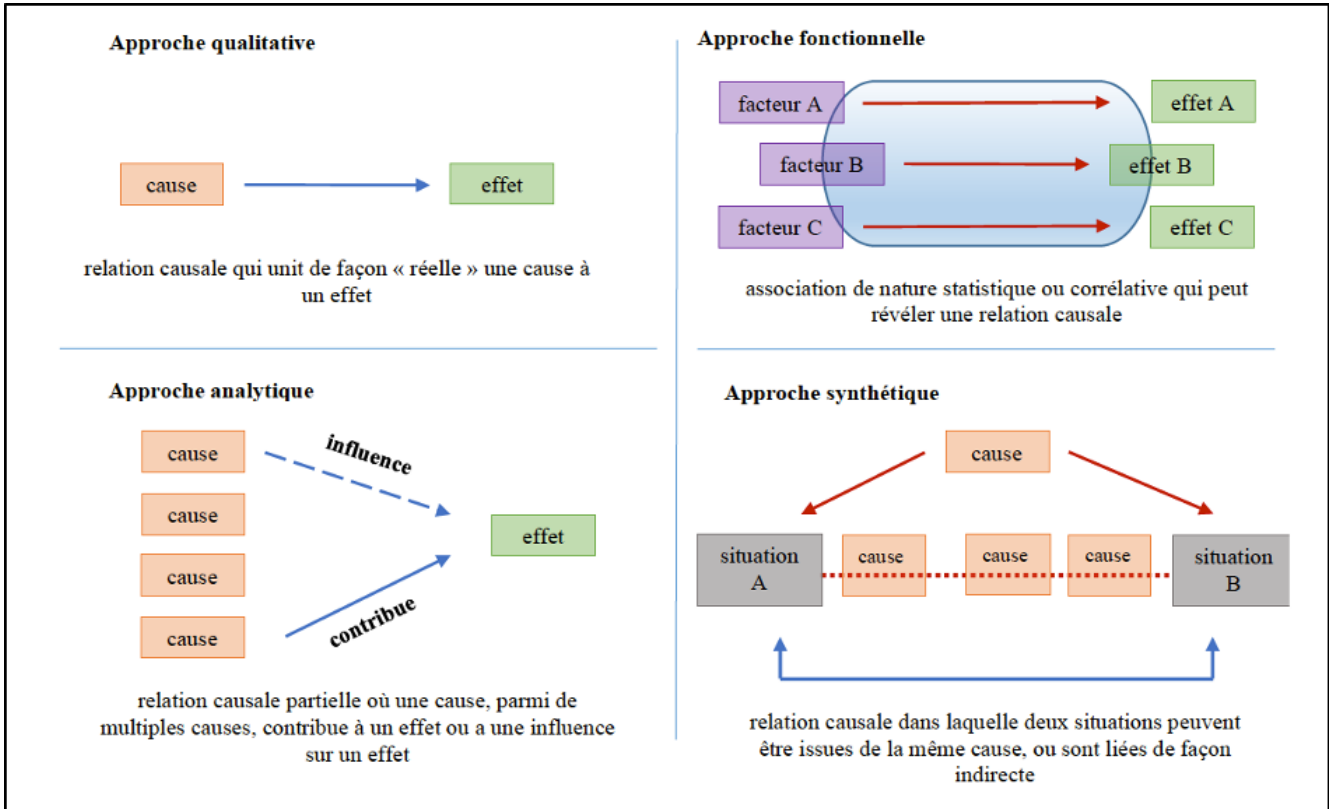 Approche qualitative
cause
effet
relation causale qui unit de façon « réelle » une cause à
un effet
Approche fonctionnelle
facteur A
effet A
facteur B
effet B
facteur C
effet C
association de nature statistique ou corrélative qui peut
révéler une relation causale
Approche analytique
cause
influence
cause
effet
cause
cause
contribue
relation causale partielle où une cause, parmi de
multiples causes, contribue à un effet ou a une influence
sur un effet
Approche synthétique
cause
situation
A
cause
cause
cause
situation
B
relation causale dans laquelle deux situations peuvent
être issues de la même cause, ou sont liées de façon
indirecte